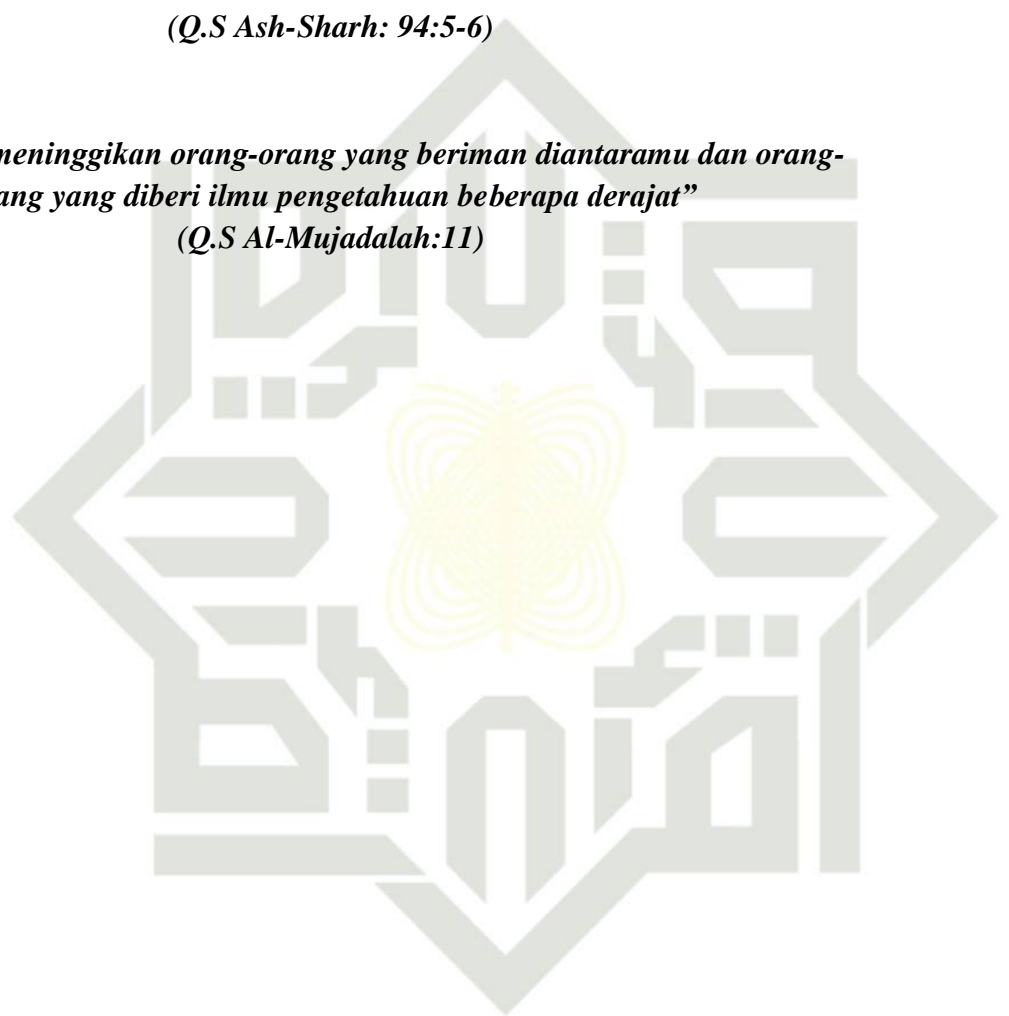 (Q.S Ash-Sharh: 94:5-6)
meninggikan orang-orang yang beriman diantaramu dan orang-
yang diberi ilmu pengetahuan beberapa derajat”
(Q.S Al-Mujadalah:11)